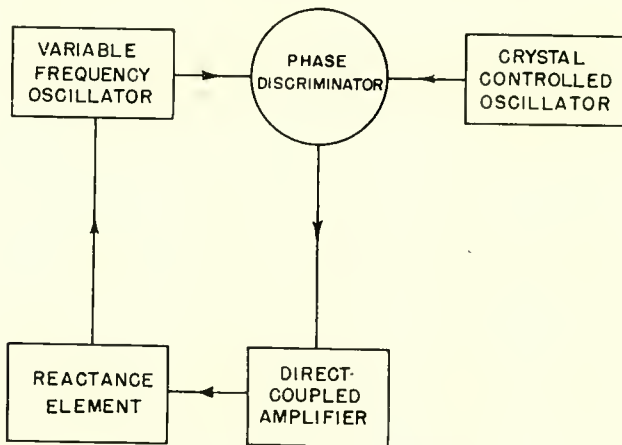 VARIABLE
FREQUENCY
OSCILLATOR
PHASE
DISCRIMINATOR
CRYSTAL
CONTROLLED
OSCILLATOR
REACTANCE
ELEMENT
DIRECT-
COUPLED
AMPLIFIER